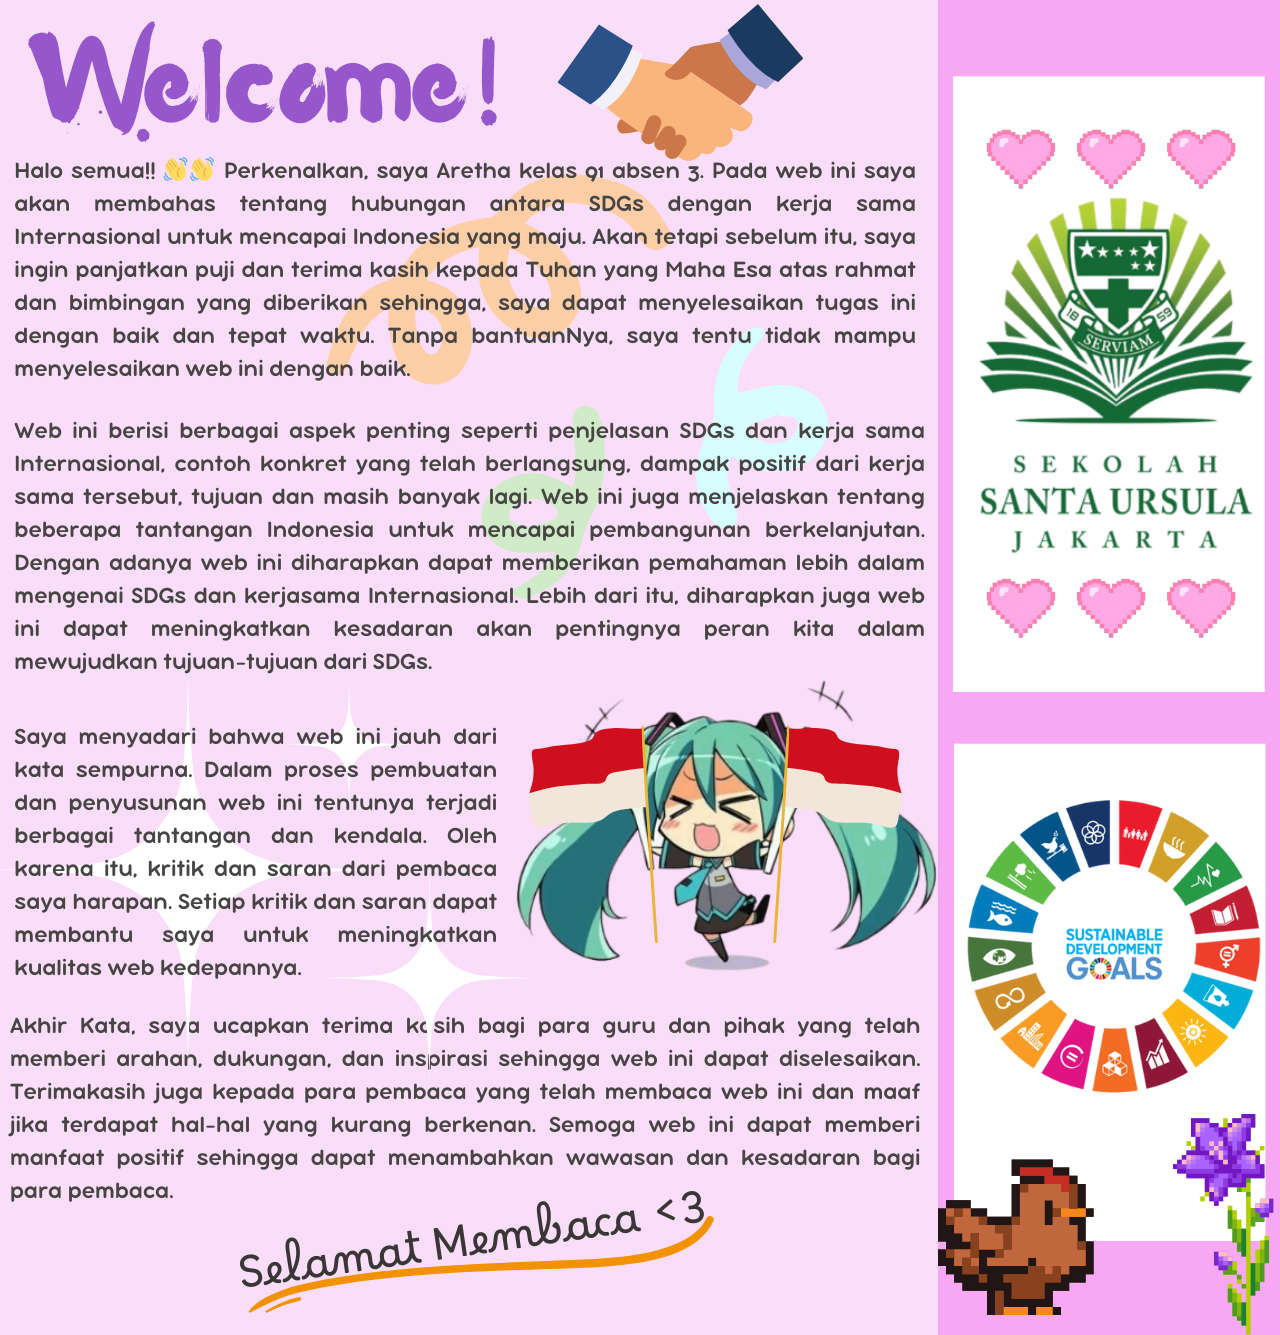 Welcome!
Halo semua!! 👋👋 Perkenalkan, saya Aretha kelas 91 absen 3. Pada web ini saya
akan membahas tentang hubungan antara SDGs dengan kerja sama
Internasional untuk mencapai Indonesia yang maju. Akan tetapi sebelum itu, saya
ingin panjatkan puji dan terima kasih kepada Tuhan yang Maha Esa atas rahmat
dan bimbingan yang diberikan sehingga, saya dapat menyelesaikan tugas ini
dengan baik dan tepat waktu. Tanpa bantuanNya, saya tentu tidak mampu
menyelesaikan web ini dengan baik.
Web ini berisi berbagai aspek penting seperti penjelasan SDGs dan kerja sama
Internasional, contoh konkret yang telah berlangsung, dampak positif dari kerja
sama tersebut, tujuan dan masih banyak lagi. Web ini juga menjelaskan tentang
beberapa tantangan Indonesia untuk mencapai pembangunan berkelanjutan.
Dengan adanya web ini diharapkan dapat memberikan pemahaman lebih dalam
mengenai SDGs dan kerjasama Internasional. Lebih dari itu, diharapkan juga web
ini dapat meningkatkan kesadaran akan pentingnya peran kita dalam
mewujudkan tujuan-tujuan dari SDGs.
Saya menyadari bahwa web ini jauh dari
kata sempurna. Dalam proses pembuatan
dan penyusunan web ini tentunya terjadi
berbagai tantangan dan kendala. Oleh
karena itu, kritik dan saran dari pembaca
saya harapan. Setiap kritik dan saran dapat
membantu saya untuk meningkatkan
kualitas web kedepannya.
Akhir Kata, saya ucapkan terima kasih bagi para guru dan pihak yang telah
memberi arahan, dukungan, dan inspirasi sehingga web ini dapat diselesaikan.
Terimakasih juga kepada para pembaca yang telah membaca web ini dan maaf
jika terdapat hal-hal yang kurang berkenan. Semoga web ini dapat memberi
manfaat positif sehingga dapat menambahkan wawasan dan kesadaran bagi
para pembaca.
Selamat Membaca <3
18 59
SERVIAM
SEKOLAH
SANTA URSULA
JAKARTA
SUSTAINABLE
DEVELOPMENT
GOALS